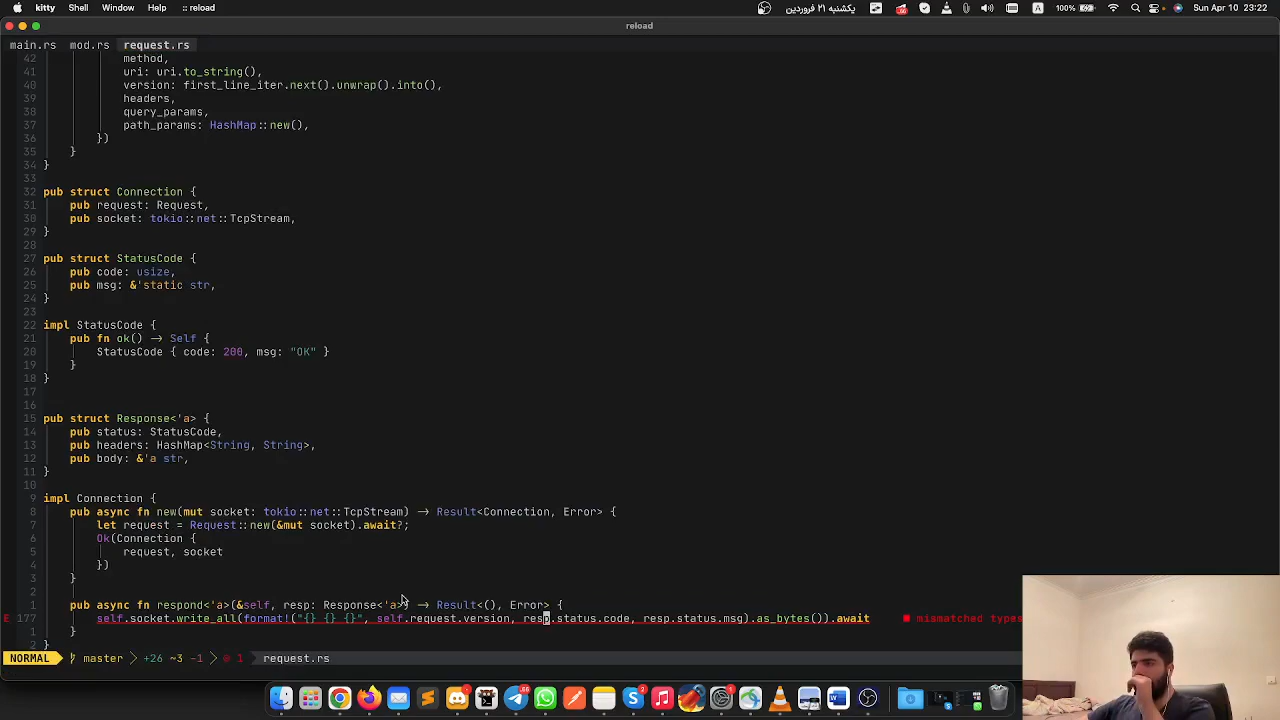 kitty Shell Window Help :: reload
یکشنبه ۲۱ فروردین A 100% Sun Apr 10 23:22
reload
main.rs mod.rs request.rs
42 method,
41 uri: uri.to_string(),
40 version: first_line_iter.next().unwrap().into(),
39 headers,
38 query_params,
37 path_params: HashMap::new(),
36 })
35 }
34 }
33
32 pub struct Connection {
31 pub request: Request,
30 pub socket: tokio::net::TcpStream,
29 }
28
27 pub struct StatusCode {
26 pub code: usize,
25 pub msg: &'static str,
24 }
23
22 impl StatusCode {
21 pub fn ok() → Self {
20 StatusCode { code: 200, msg: "OK" }
19 }
18 }
17
16
15 pub struct Response<'a> {
14 pub status: StatusCode,
13 pub headers: HashMap<String, String>,
12 pub body: &'a str,
11 }
10
9 impl Connection {
8 pub async fn new(mut socket: tokio::net::TcpStream) → Result<Connection, Error> {
7 let request = Request::new(&mut socket).await?;
6 Ok(Connection {
5 request, socket
4 })
3 }
2
1 pub async fn respond<'a>(&self, resp: Response<'a>) → Result<(), Error> {
E 177 self.socket.write_all(format!("{} {} {}", self.request.version, resp.status.code, resp.status.msg).as_bytes()).await ■ mismatched types
1 }
2 }
NORMAL master +26 ~3 -1 1 request.rs